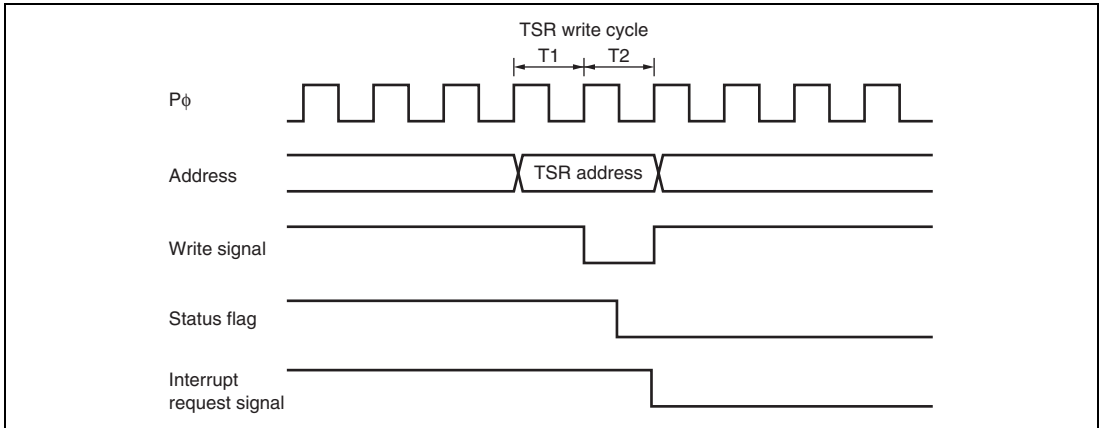 TSR write cycle
T1 T2
Pϕ
Address
TSR address
Write signal
Status flag
Interrupt
request signal